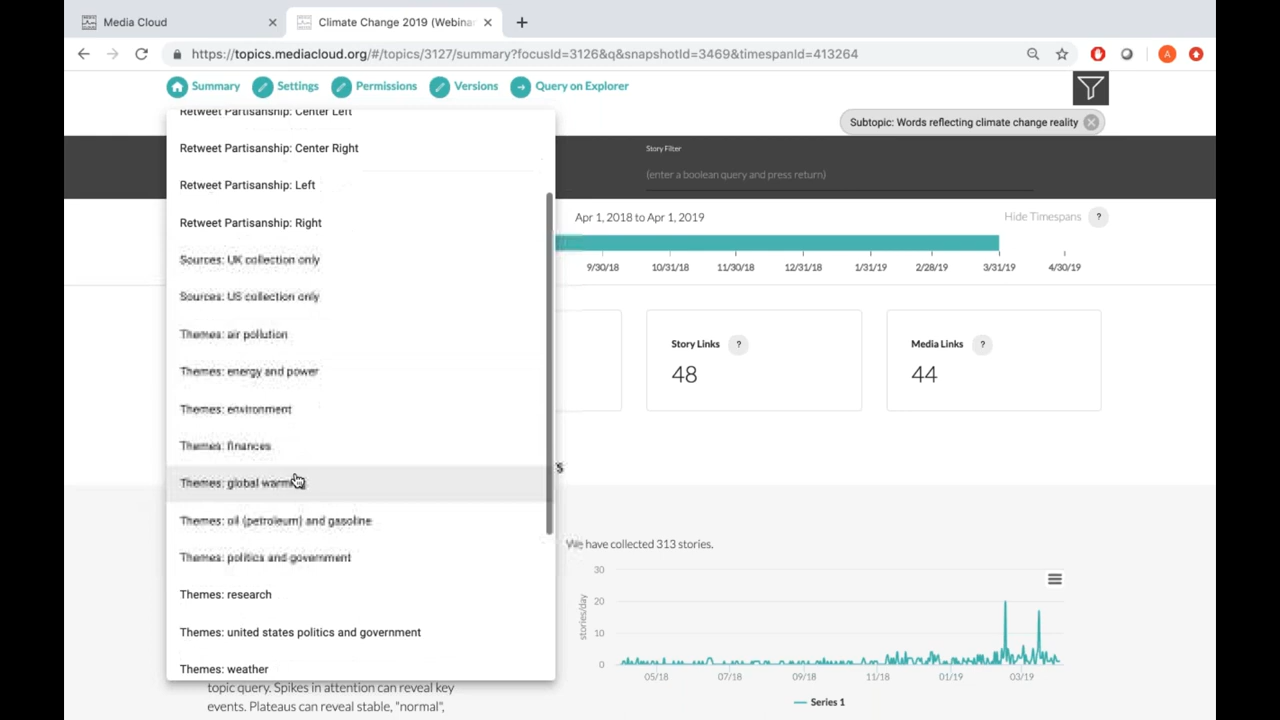 Media Cloud
Climate Change 2019 (Webina
https://topics.mediacloud.org/#/topics/3127/summary?focusId=3126&q&snapshotId=3469&timespanId=413264
A
Summary
Settings
Permissions
Versions
Query on Explorer
Subtopic: Words reflecting climate change reality
Retweet Partisanship: Center Left
Retweet Partisanship: Center Right
Retweet Partisanship: Left
Retweet Partisanship: Right
Sources: UK collection only
Sources: US collection only
Themes: air pollution
Themes: energy and power
Themes: environment
Themes: finances
Themes: global warming
Themes: oil (petroleum) and gasoline
Themes: politics and government
Themes: research
Themes: united states politics and government
Themes: weather
Story Filter
(enter a boolean query and press return)
Apr 1, 2018 to Apr 1, 2019
Hide Timespans ?
9/30/18 10/31/18 11/30/18 12/31/18 1/31/19 2/28/19 3/31/19 4/30/19
Story Links ?
48
Media Links ?
44
We have collected 313 stories.
stories/day
30
20
10
0
05/18 07/18 09/18 11/18 01/19 03/19
Series 1
topic query. Spikes in attention can reveal key
events. Plateaus can reveal stable, "normal",